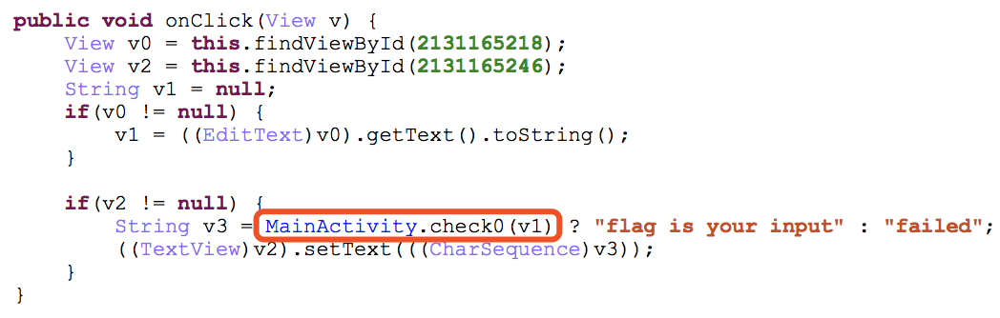 public void onClick(View v) {
    View v0 = this.findViewById(2131165218);
    View v2 = this.findViewById(2131165246);
    String v1 = null;
    if(v0 != null) {
        v1 = ((EditText)v0).getText().toString();
    }

    if(v2 != null) {
        String v3 = MainActivity.check0(v1) ? "flag is your input" : "failed";
        ((TextView)v2).setText(((CharSequence)v3));
    }
}